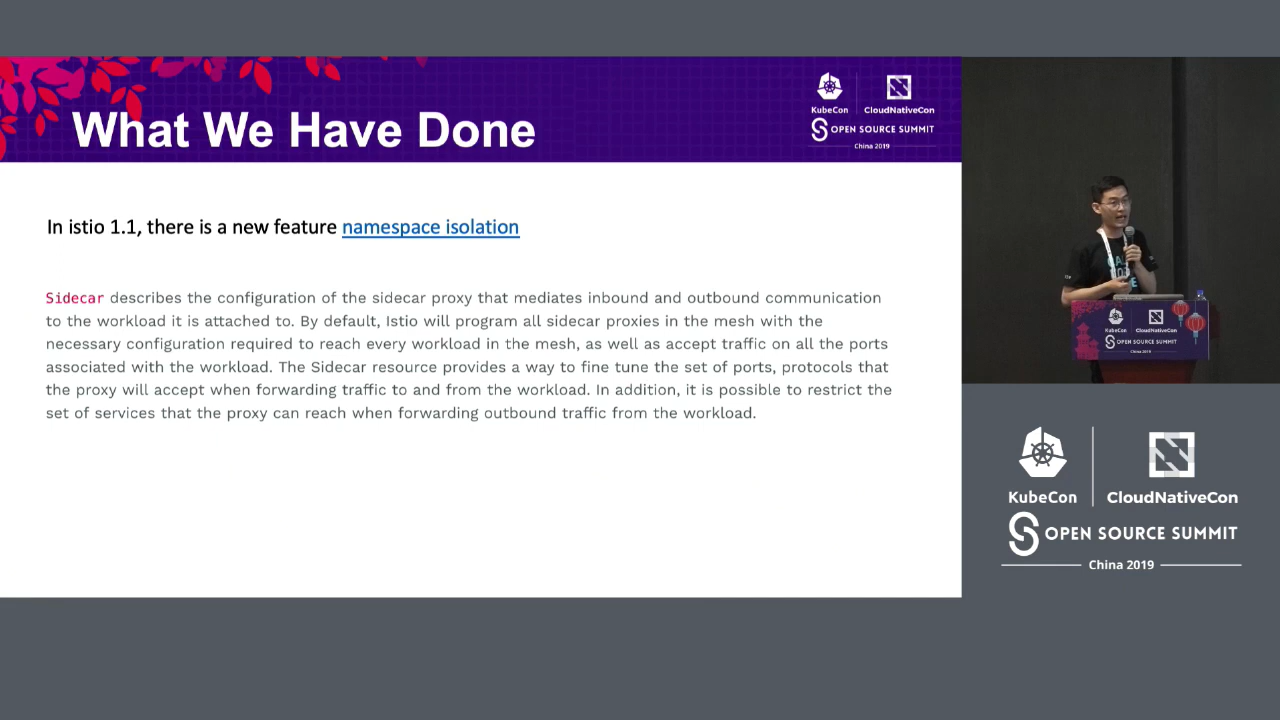 What We Have Done
KubeCon
CloudNativeCon
OPEN SOURCE SUMMIT
China 2019
In istio 1.1, there is a new feature namespace isolation
Sidecar describes the configuration of the sidecar proxy that mediates inbound and outbound communication
to the workload it is attached to. By default, Istio will program all sidecar proxies in the mesh with the
necessary configuration required to reach every workload in the mesh, as well as accept traffic on all the ports
associated with the workload. The Sidecar resource provides a way to fine tune the set of ports, protocols that
the proxy will accept when forwarding traffic to and from the workload. In addition, it is possible to restrict the
set of services that the proxy can reach when forwarding outbound traffic from the workload.
KubeCon
CloudNativeCon
OPEN SOURCE SUMMIT
China 2019
KubeCon
CloudNativeCon
OPEN SOURCE SUMMIT
China 2019